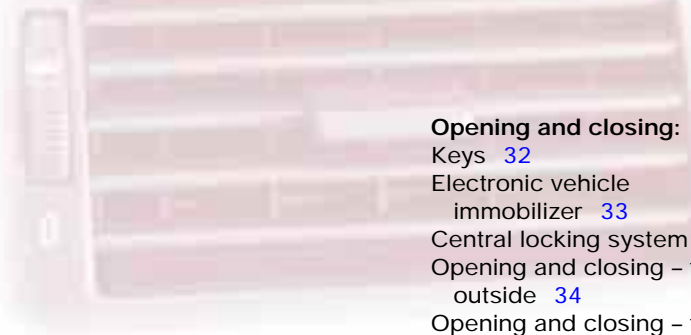 Opening and closing:
Keys 32
Electronic vehicle
immobilizer 33
Central locking system
Opening and closing –
outside 34
Opening and closing –